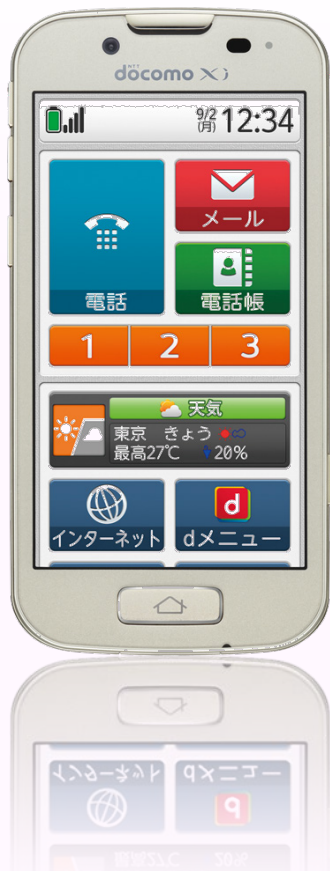 NTT
docomo Xi
9/2
(月)
12:34
メール
電話
電話帳
1 2 3
天気
東京 きょう
最高27℃ 20%
インターネット
dメニュー